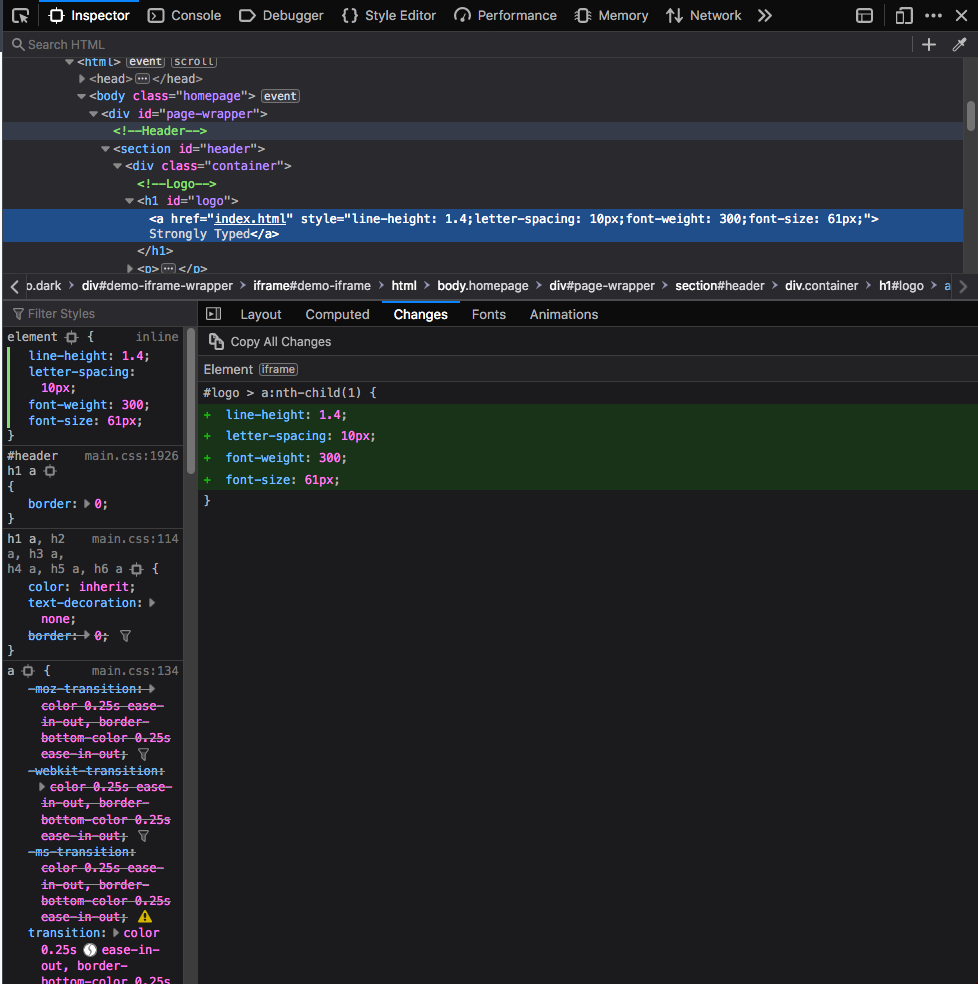 Inspector Console Debugger Style Editor Performance Memory Network
Search HTML
<html> event scroll
<head> </head>
<body class="homepage"> event
<div id="page-wrapper">
<!--Header-->
<section id="header">
<div class="container">
<!--Logo-->
<h1 id="logo">
<a href="index.html" style="line-height: 1.4;letter-spacing: 10px;font-weight: 300;font-size: 61px;">
Strongly Typed</a>
</h1>
<p> </p>
o.dark div#demo-iframe-wrapper iframe#demo-iframe html body.homepage div#page-wrapper section#header div.container h1#logo a
Filter Styles
element { inline
line-height: 1.4;
letter-spacing:
10px;
font-weight: 300;
font-size: 61px;
}
#header main.css:1926
h1 a
{
border: 0;
}
h1 a, h2 main.css:114
a, h3 a,
h4 a, h5 a, h6 a {
color: inherit;
text-decoration:
none;
border: 0;
}
a { main.css:134
-moz-transition:
color 0.25s ease-
in-out, border-
bottom-color 0.25s
ease-in-out;
-webkit-transition:
color 0.25s ease-
in-out, border-
bottom-color 0.25s
ease-in-out;
-ms-transition:
color 0.25s ease-
in-out, border-
bottom-color 0.25s
ease-in-out;
transition: color
0.25s ease-in-
out, border-
bottom-color 0.25s
Layout Computed Changes Fonts Animations
Copy All Changes
Element iframe
#logo > a:nth-child(1) {
+ line-height: 1.4;
+ letter-spacing: 10px;
+ font-weight: 300;
+ font-size: 61px;
}